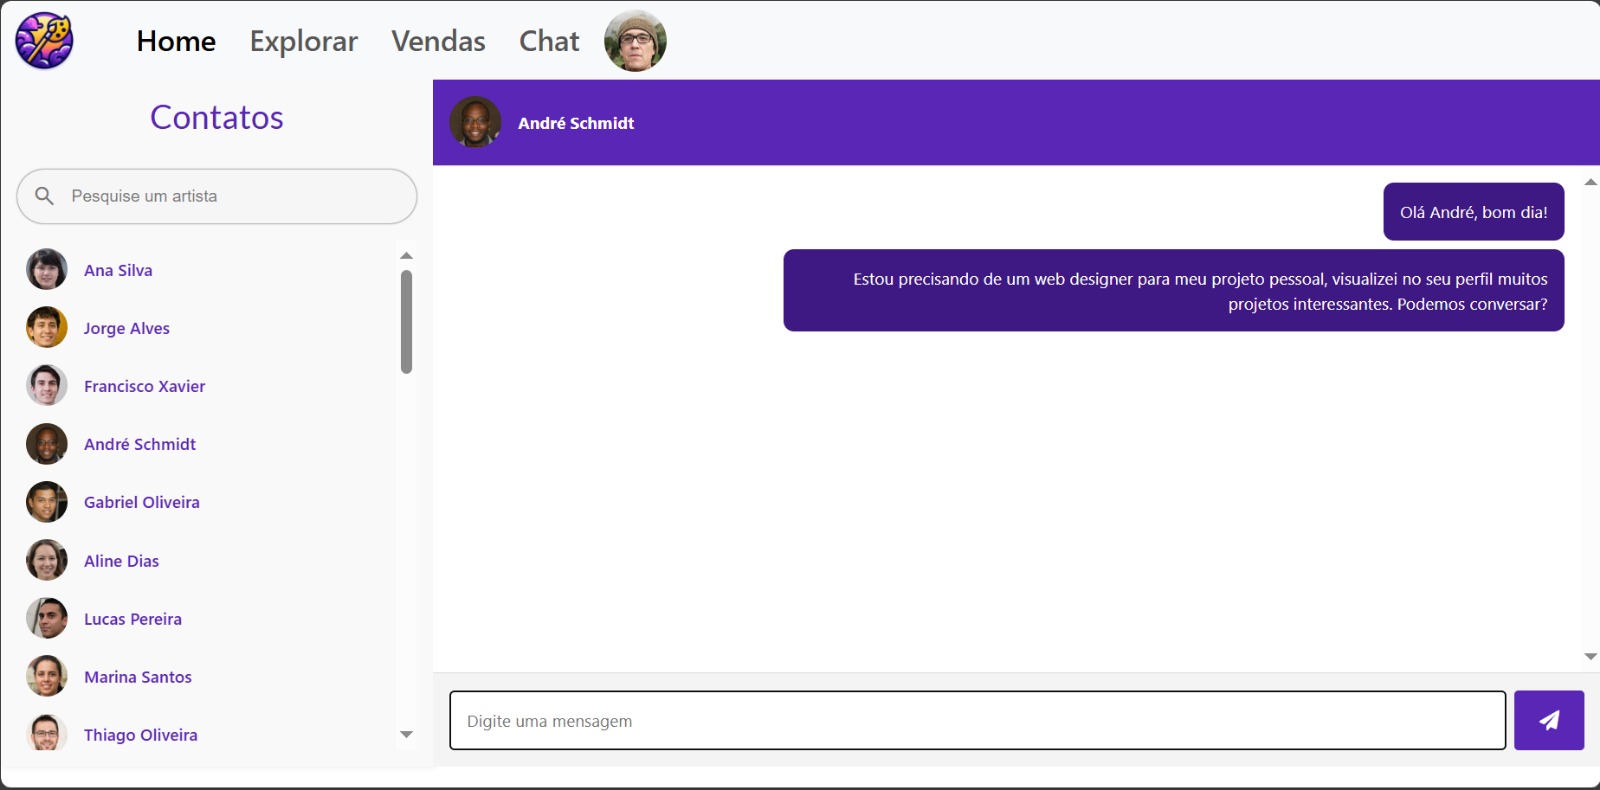 Home Explorar Vendas Chat
Contatos
Pesquise um artista
Ana Silva
Jorge Alves
Francisco Xavier
André Schmidt
Gabriel Oliveira
Aline Dias
Lucas Pereira
Marina Santos
Thiago Oliveira
André Schmidt
Olá André, bom dia!
Estou precisando de um web designer para meu projeto pessoal, visualizei no seu perfil muitos
projetos interessantes. Podemos conversar?
Digite uma mensagem